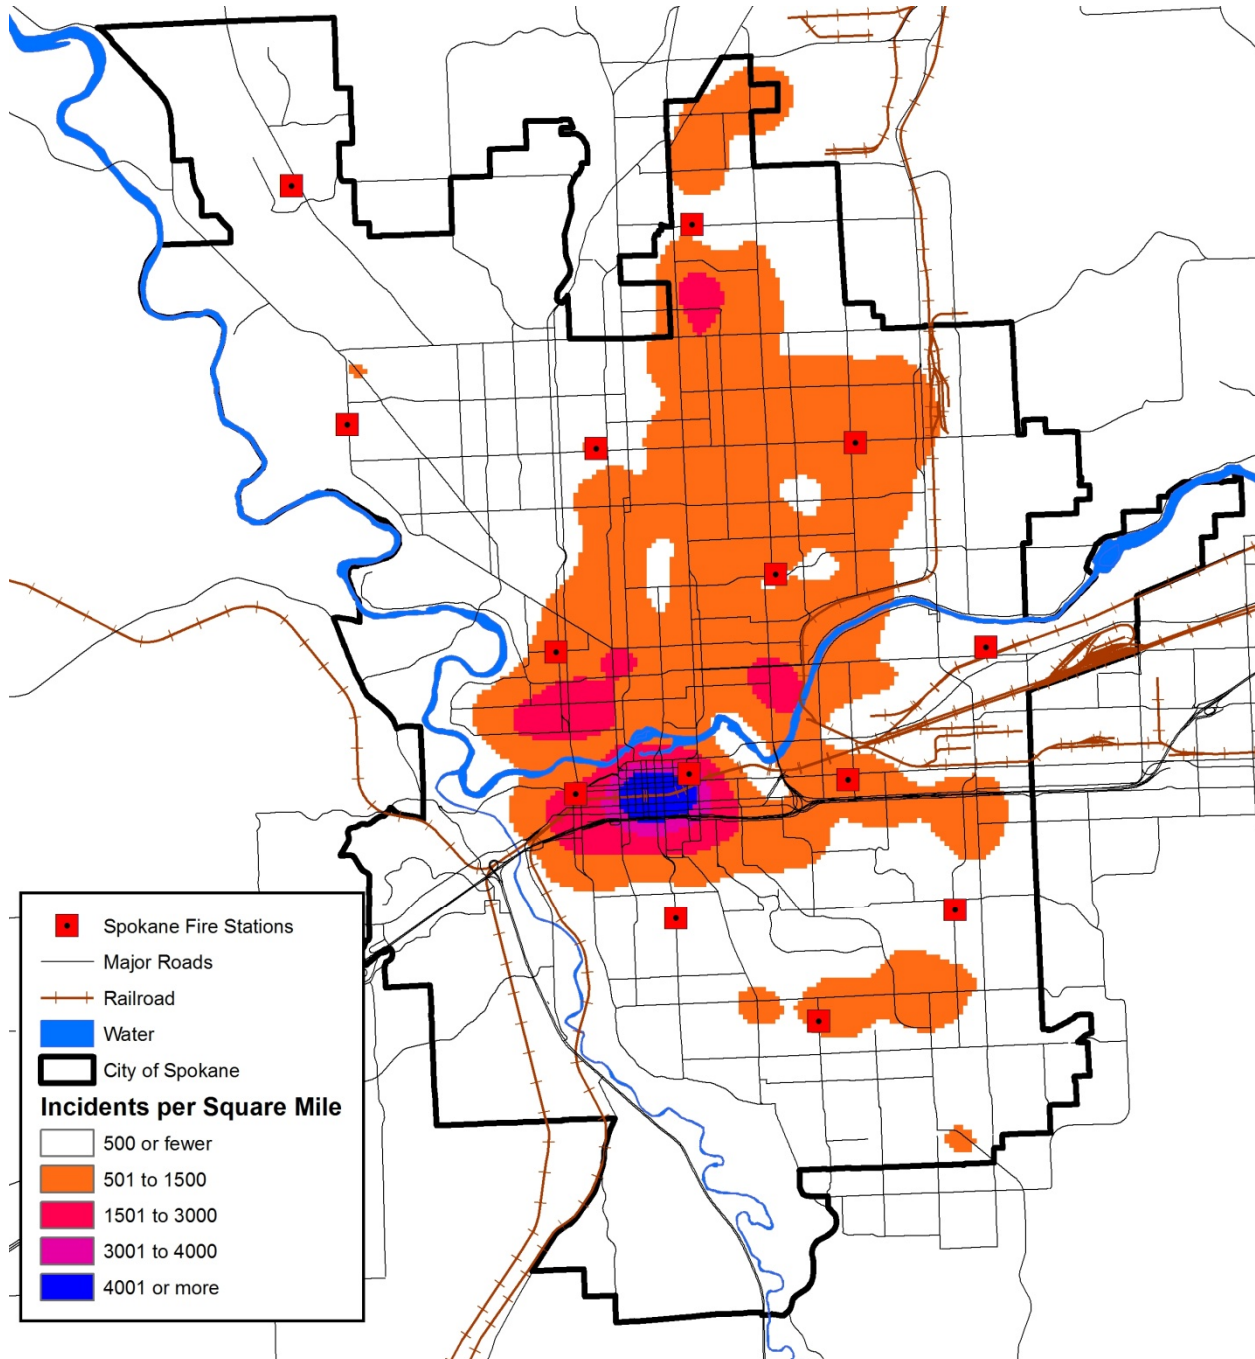 Spokane Fire Stations
Major Roads
Railroad
Water
City of Spokane
Incidents per Square Mile
500 or fewer
501 to 1500
1501 to 3000
3001 to 4000
4001 or more